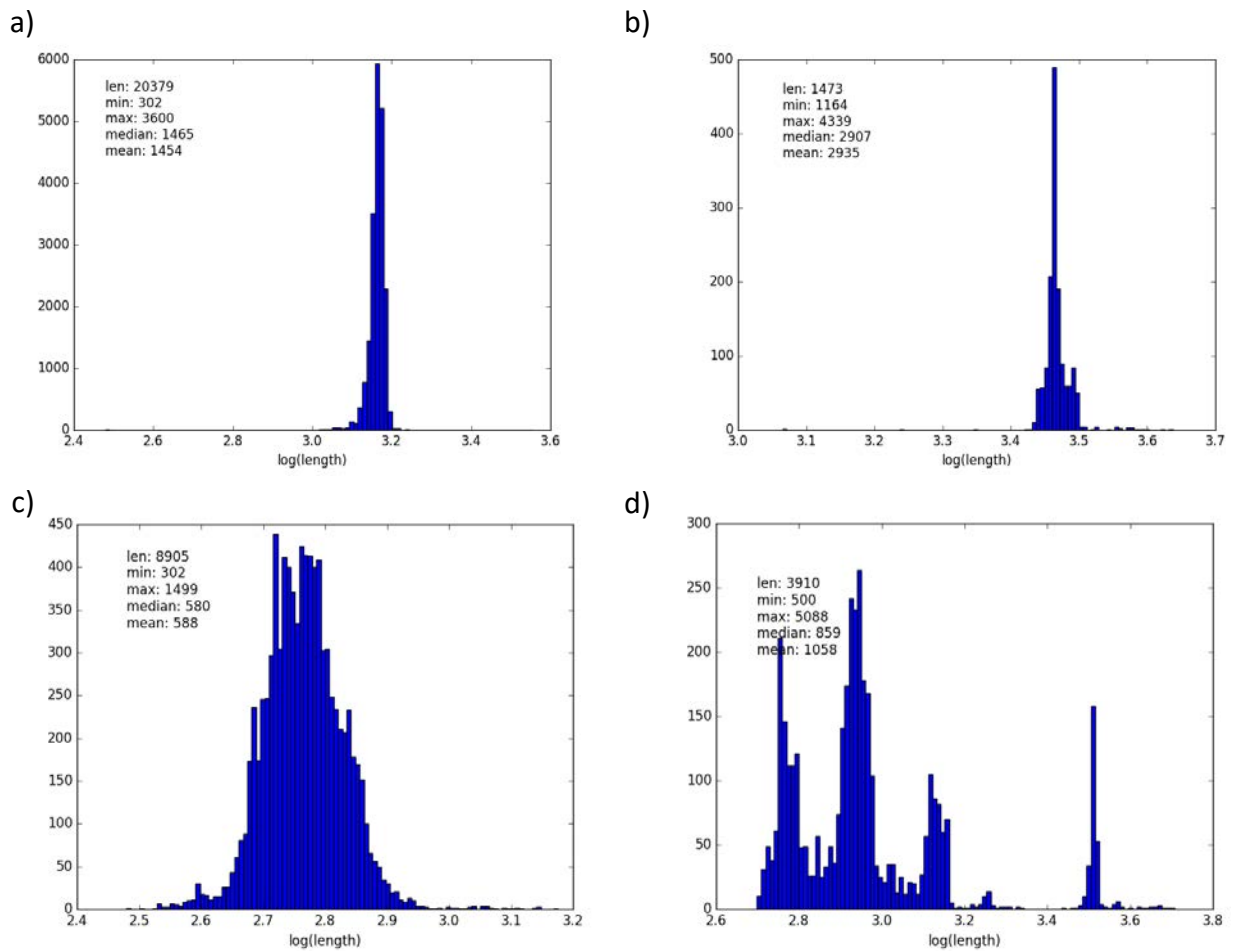 a)
6000
5000
4000
3000
2000
1000
0
len: 20379
min: 302
max: 3600
median: 1465
mean: 1454
2.4 2.6 2.8 3.0 3.2 3.4 3.6
log(length)
b)
500
400
300
200
100
0
len: 1473
min: 1164
max: 4339
median: 2907
mean: 2935
3.0 3.1 3.2 3.3 3.4 3.5 3.6 3.7
log(length)
c)
450
400
350
300
250
200
150
100
50
0
len: 8905
min: 302
max: 1499
median: 580
mean: 588
2.4 2.5 2.6 2.7 2.8 2.9 3.0 3.1 3.2
log(length)
d)
300
250
200
150
100
50
0
len: 3910
min: 500
max: 5088
median: 859
mean: 1058
2.6 2.8 3.0 3.2 3.4 3.6 3.8
log(length)